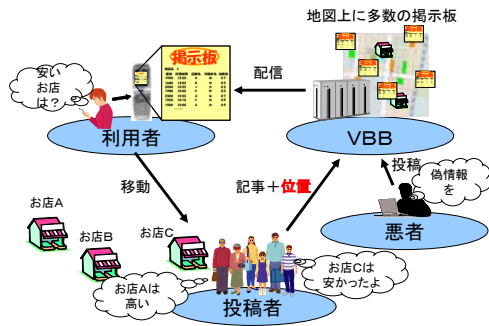 地図上に多数の掲示板
安い
お店
は？
掲示板
配信
利用者
VBB
移動
記事＋位置
投稿
偽情報
を
悪者
お店A
お店B
お店C
お店Aは
高い
お店Cは
安かったよ
投稿者